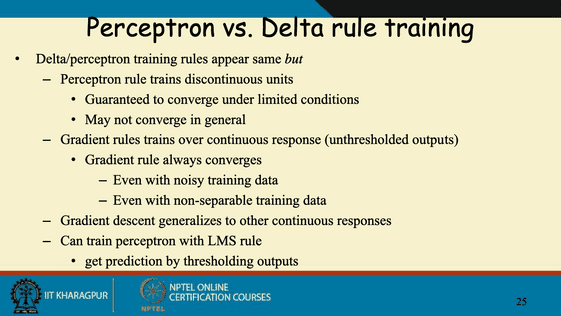 Perceptron vs. Delta rule training
• Delta/perceptron training rules appear same but
– Perceptron rule trains discontinuous units
• Guaranteed to converge under limited conditions
• May not converge in general
– Gradient rules trains over continuous response (unthresholded outputs)
• Gradient rule always converges
– Even with noisy training data
– Even with non-separable training data
– Gradient descent generalizes to other continuous responses
– Can train perceptron with LMS rule
• get prediction by thresholding outputs
IIT KHARAGPUR
NPTEL
NPTEL ONLINE
CERTIFICATION COURSES
25